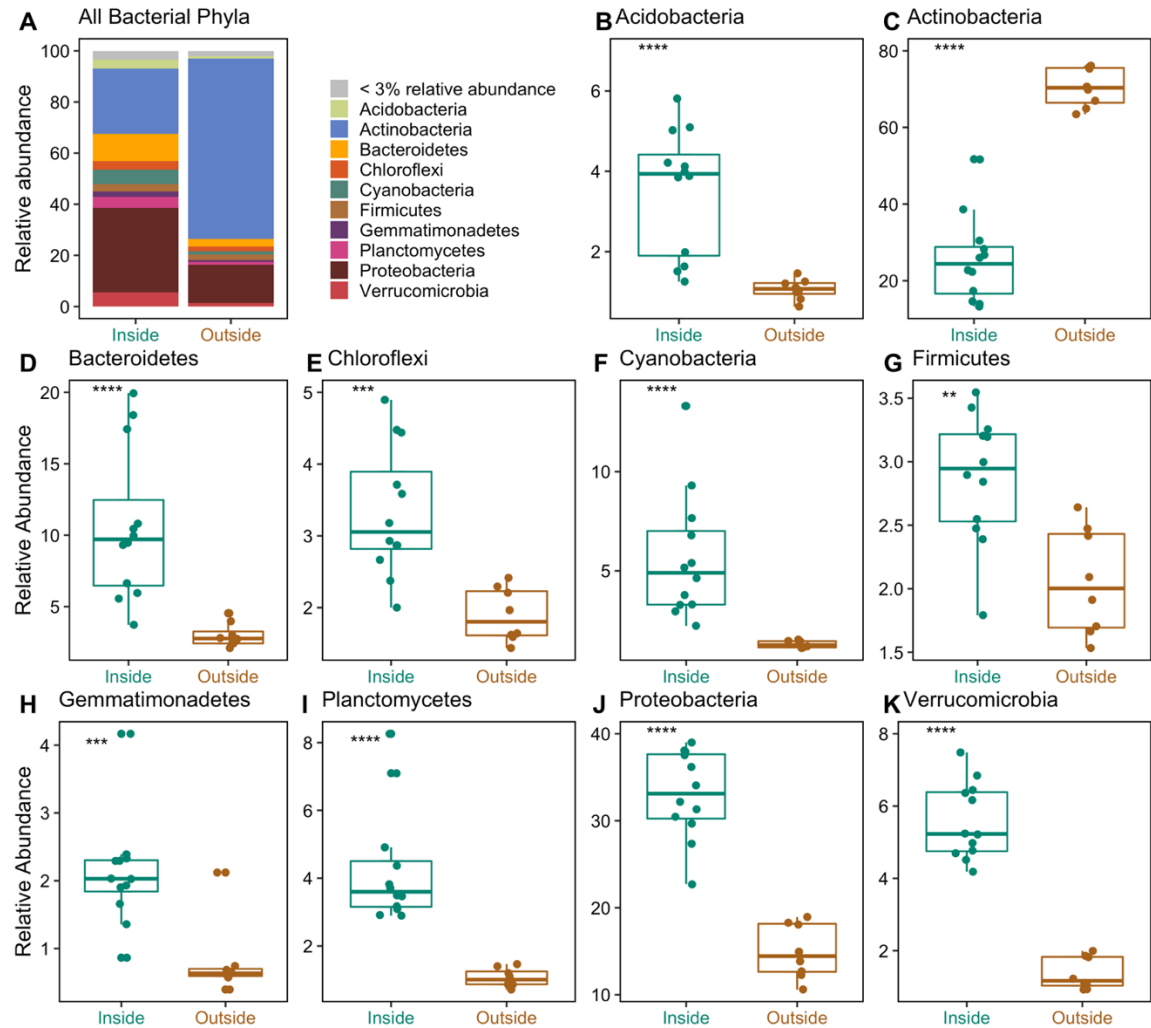 A All Bacterial Phyla
Relative abundance
100
80
60
40
20
0
Inside Outside
< 3% relative abundance
Acidobacteria
Actinobacteria
Bacteroidetes
Chloroflexi
Cyanobacteria
Firmicutes
Gemmatimonadetes
Planctomycetes
Proteobacteria
Verrucomicrobia
B Acidobacteria
****
6
4
2
Inside Outside
C Actinobacteria
****
80
60
40
20
Inside Outside
D Bacteroidetes
Relative Abundance
****
20
15
10
5
Inside Outside
E Chloroflexi
***
5
4
3
2
Inside Outside
F Cyanobacteria
****
10
5
Inside Outside
G Firmicutes
**
3.5
3.0
2.5
2.0
1.5
Inside Outside
H Gemmatimonadetes
Relative Abundance
***
4
3
2
1
Inside Outside
I Planctomycetes
****
8
6
4
2
Inside Outside
J Proteobacteria
****
40
30
20
10
Inside Outside
K Verrucomicrobia
****
8
6
4
2
Inside Outside